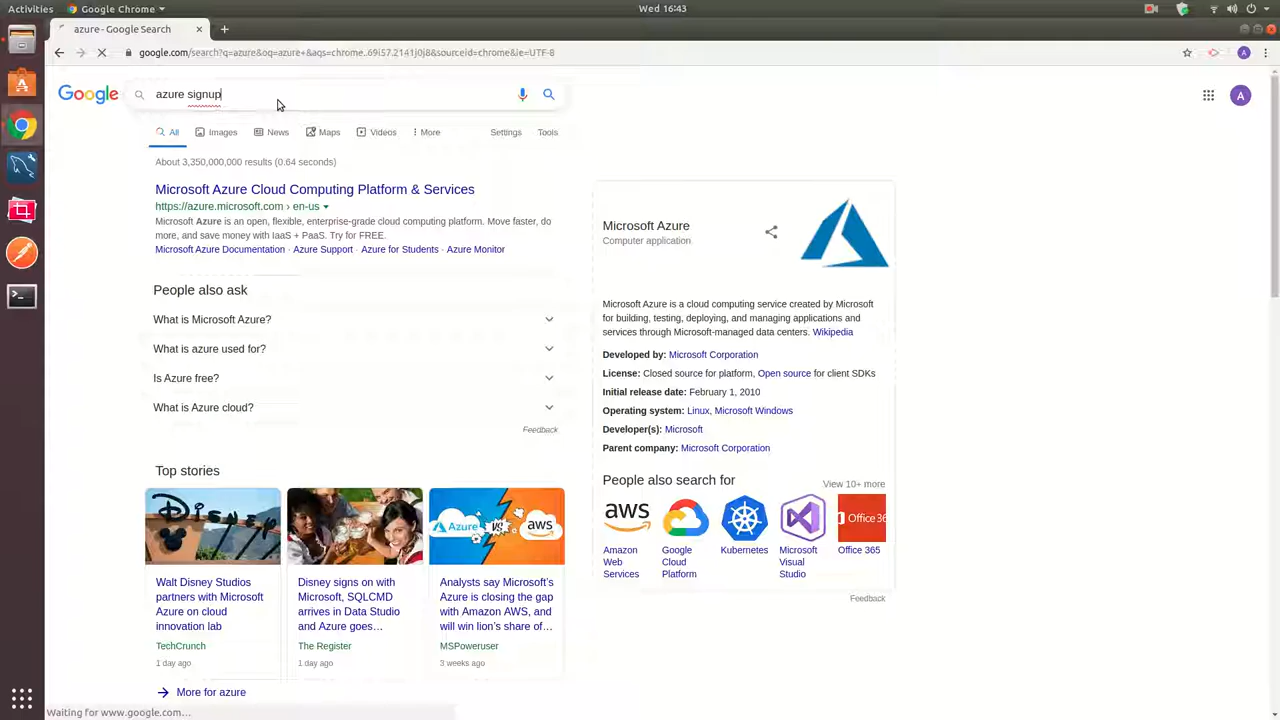 Activities Google Chrome Wed 16:43
azure - Google Search
google.com/search?q=azure&oq=azure+&aqs=chrome..69i57.2141j0j8&sourceid=chrome&ie=UTF-8 A
Google azure signup A
All Images News Maps Videos More Settings Tools
About 3,350,000,000 results (0.64 seconds)
Microsoft Azure Cloud Computing Platform & Services
https://azure.microsoft.com › en-us
Microsoft Azure is an open, flexible, enterprise-grade cloud computing platform. Move faster, do
more, and save money with IaaS + PaaS. Try for FREE.
Microsoft Azure Documentation · Azure Support · Azure for Students · Azure Monitor
People also ask
What is Microsoft Azure?
What is azure used for?
Is Azure free?
What is Azure cloud?
Feedback
Top stories
Disney
Azure VS aws
Walt Disney Studios
partners with Microsoft
Azure on cloud
innovation lab
TechCrunch
1 day ago
Disney signs on with
Microsoft, SQLCMD
arrives in Data Studio
and Azure goes…
The Register
1 day ago
Analysts say Microsoft's
Azure is closing the gap
with Amazon AWS, and
will win lion's share of…
MSPoweruser
3 weeks ago
More for azure
Microsoft Azure
Computer application
Microsoft Azure is a cloud computing service created by Microsoft
for building, testing, deploying, and managing applications and
services through Microsoft-managed data centers. Wikipedia
Developed by: Microsoft Corporation
License: Closed source for platform, Open source for client SDKs
Initial release date: February 1, 2010
Operating system: Linux, Microsoft Windows
Developer(s): Microsoft
Parent company: Microsoft Corporation
People also search for View 10+ more
aws
Office 36
Amazon
Web
Services
Google
Cloud
Platform
Kubernetes
Microsoft
Visual
Studio
Office 365
Feedback
Waiting for www.google.com…